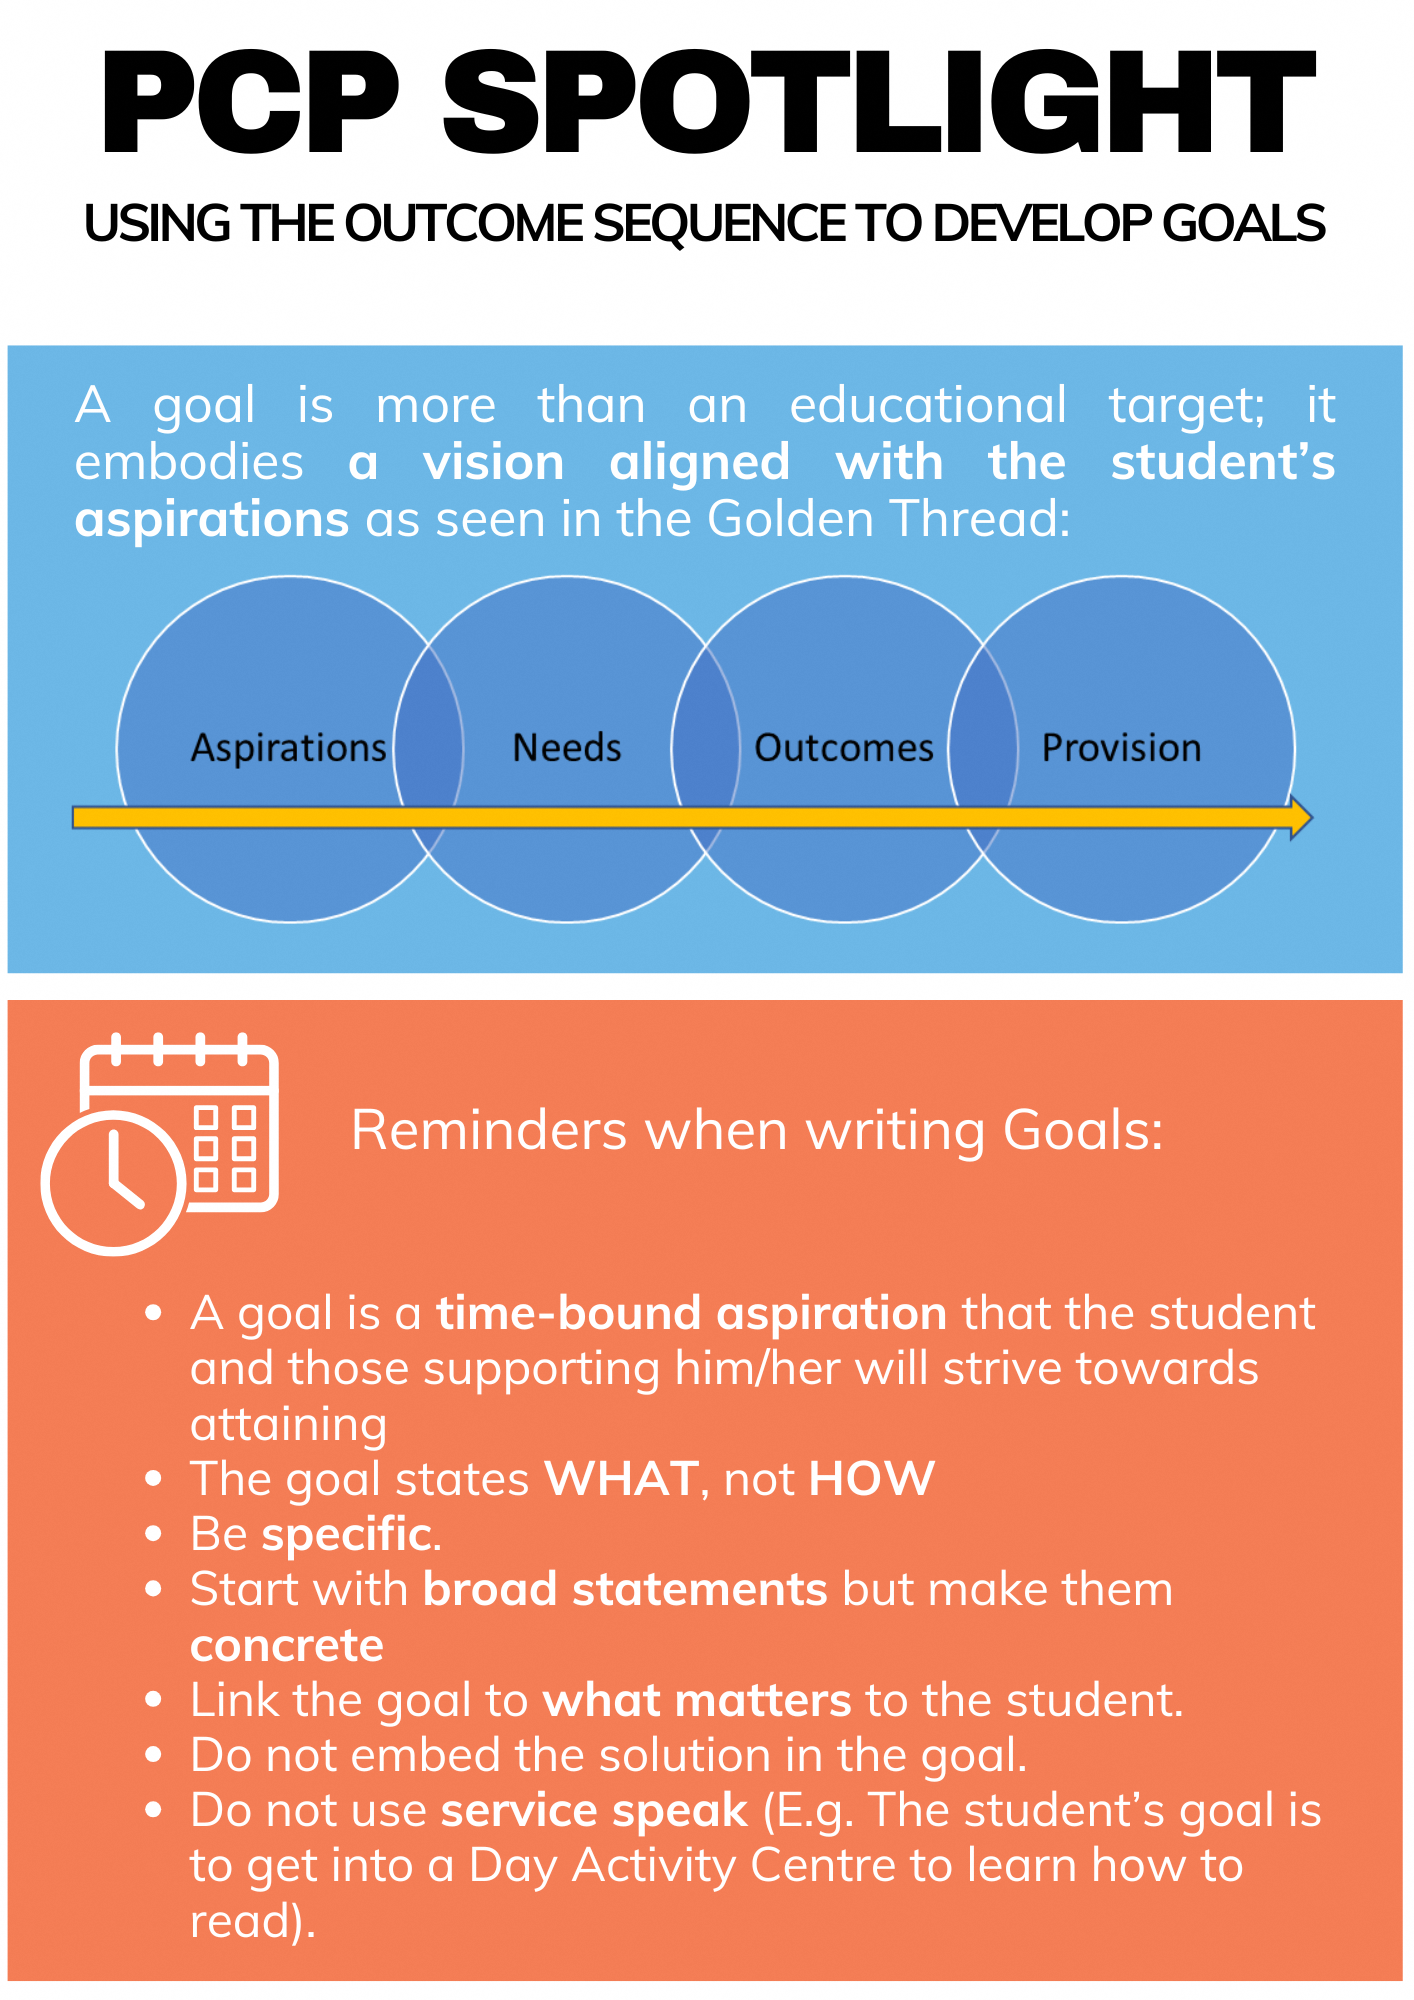 PCP SPOTLIGHT
USING THE OUTCOME SEQUENCE TO DEVELOP GOALS
A goal is more than an educational target; it
embodies a vision aligned with the student’s
aspirations as seen in the Golden Thread:
Aspirations Needs Outcomes Provision
Reminders when writing Goals:
• A goal is a time-bound aspiration that the student
and those supporting him/her will strive towards
attaining
• The goal states WHAT, not HOW
• Be specific.
• Start with broad statements but make them
concrete
• Link the goal to what matters to the student.
• Do not embed the solution in the goal.
• Do not use service speak (E.g. The student’s goal is
to get into a Day Activity Centre to learn how to
read).